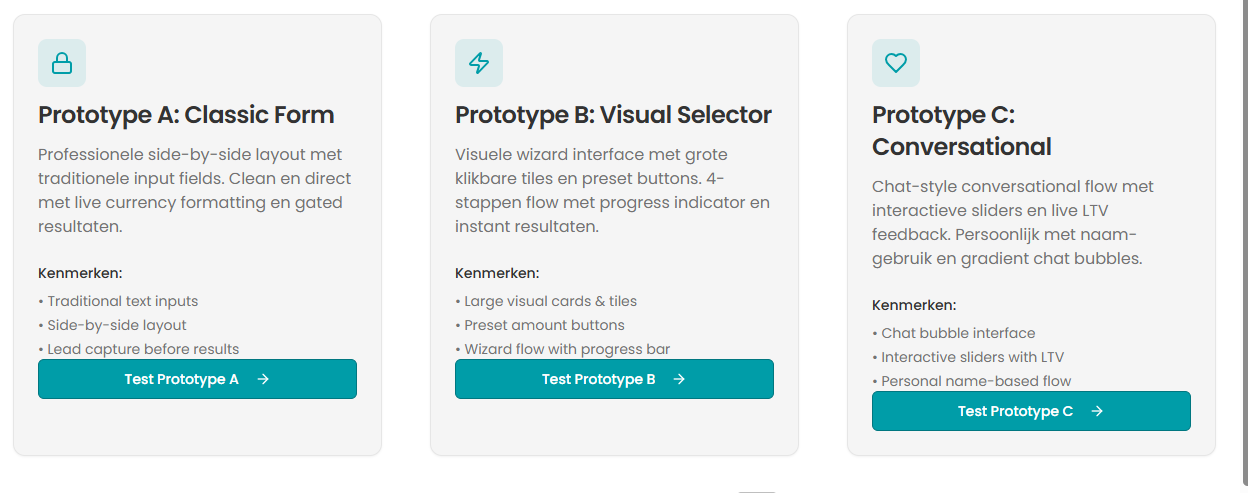 Prototype A: Classic Form
Professionele side-by-side layout met
traditionele input fields. Clean en direct
met live currency formatting en gated
resultaten.
Kenmerken:
• Traditional text inputs
• Side-by-side layout
• Lead capture before results
Test Prototype A →
Prototype B: Visual Selector
Visuele wizard interface met grote
klikbare tiles en preset buttons. 4-
stappen flow met progress indicator en
instant resultaten.
Kenmerken:
• Large visual cards & tiles
• Preset amount buttons
• Wizard flow with progress bar
Test Prototype B →
Prototype C:
Conversational
Chat-style conversational flow met
interactieve sliders en live LTV
feedback. Persoonlijk met naam-
gebruik en gradient chat bubbles.
Kenmerken:
• Chat bubble interface
• Interactive sliders with LTV
• Personal name-based flow
Test Prototype C →